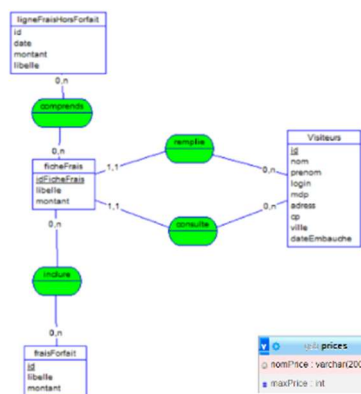 ligneFraisHorsForfait
id
date
montant
libelle
0,n
comprends
0,n
ficheFrais
idFicheFrais
libelle
montant
1,1
remplie
0,n
Visiteurs
id
nom
prenom
login
mdp
adress
cp
ville
dateEmbauche
1,1
consulte
0,n
0,n
inclure
0,n
fraisForfait
id
libelle
montant
prices
nomPrice : varchar(200
maxPrice : int